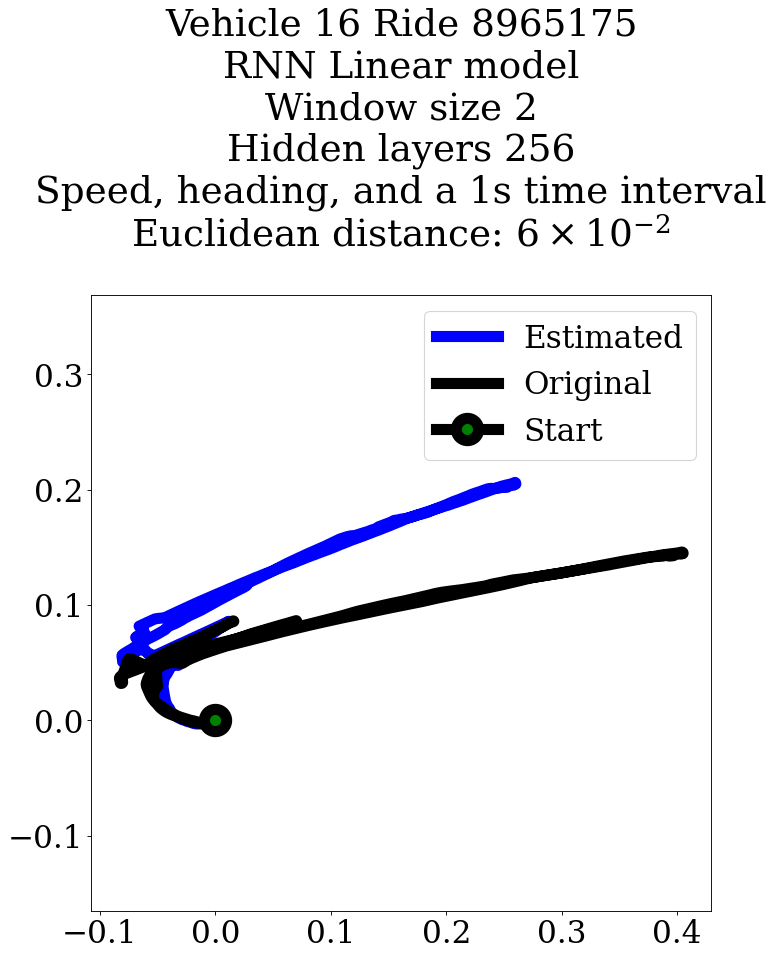 Vehicle 16 Ride 8965175
RNN Linear model
Window size 2
Hidden layers 256
Speed, heading, and a 1s time interval
Euclidean distance: 6 × 10⁻²
Estimated
Original
Start
0.3
0.2
0.1
0.0
−0.1
−0.1 0.0 0.1 0.2 0.3 0.4